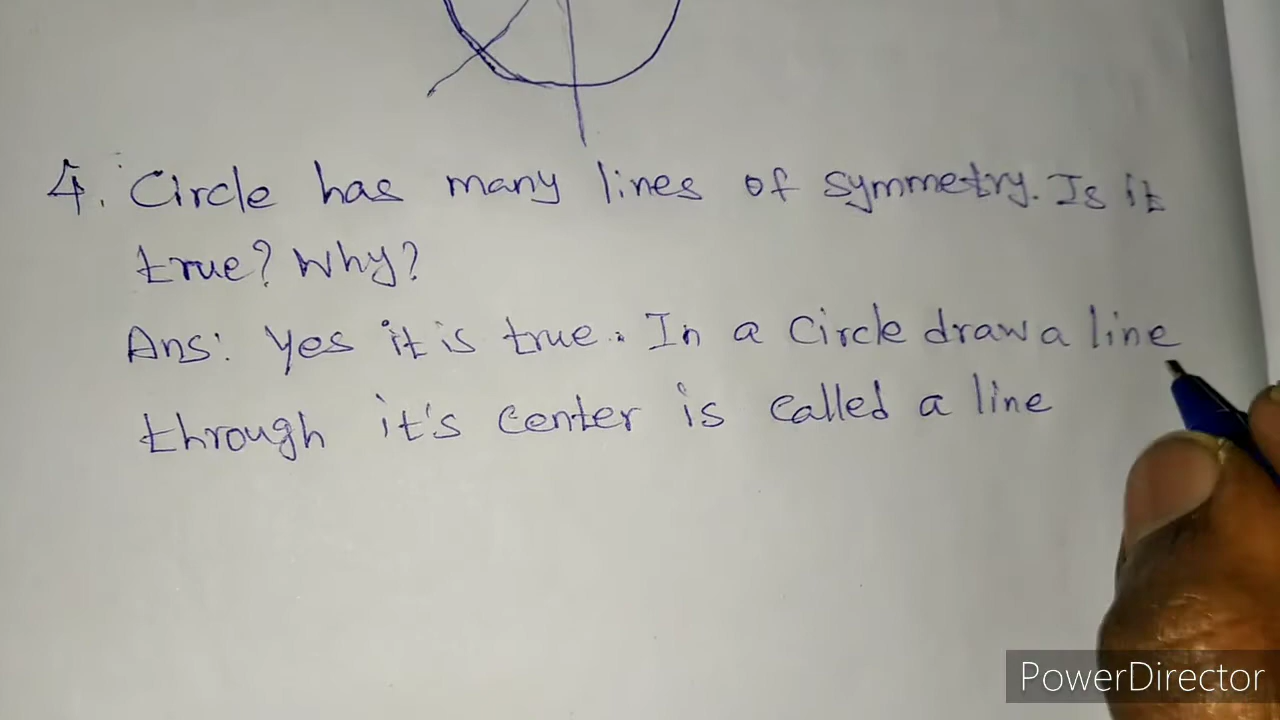 4. Circle has many lines of symmetry. Is it
true? Why?
Ans: Yes it is true. In a Circle draw a line
through it's center is called a line
PowerDirector